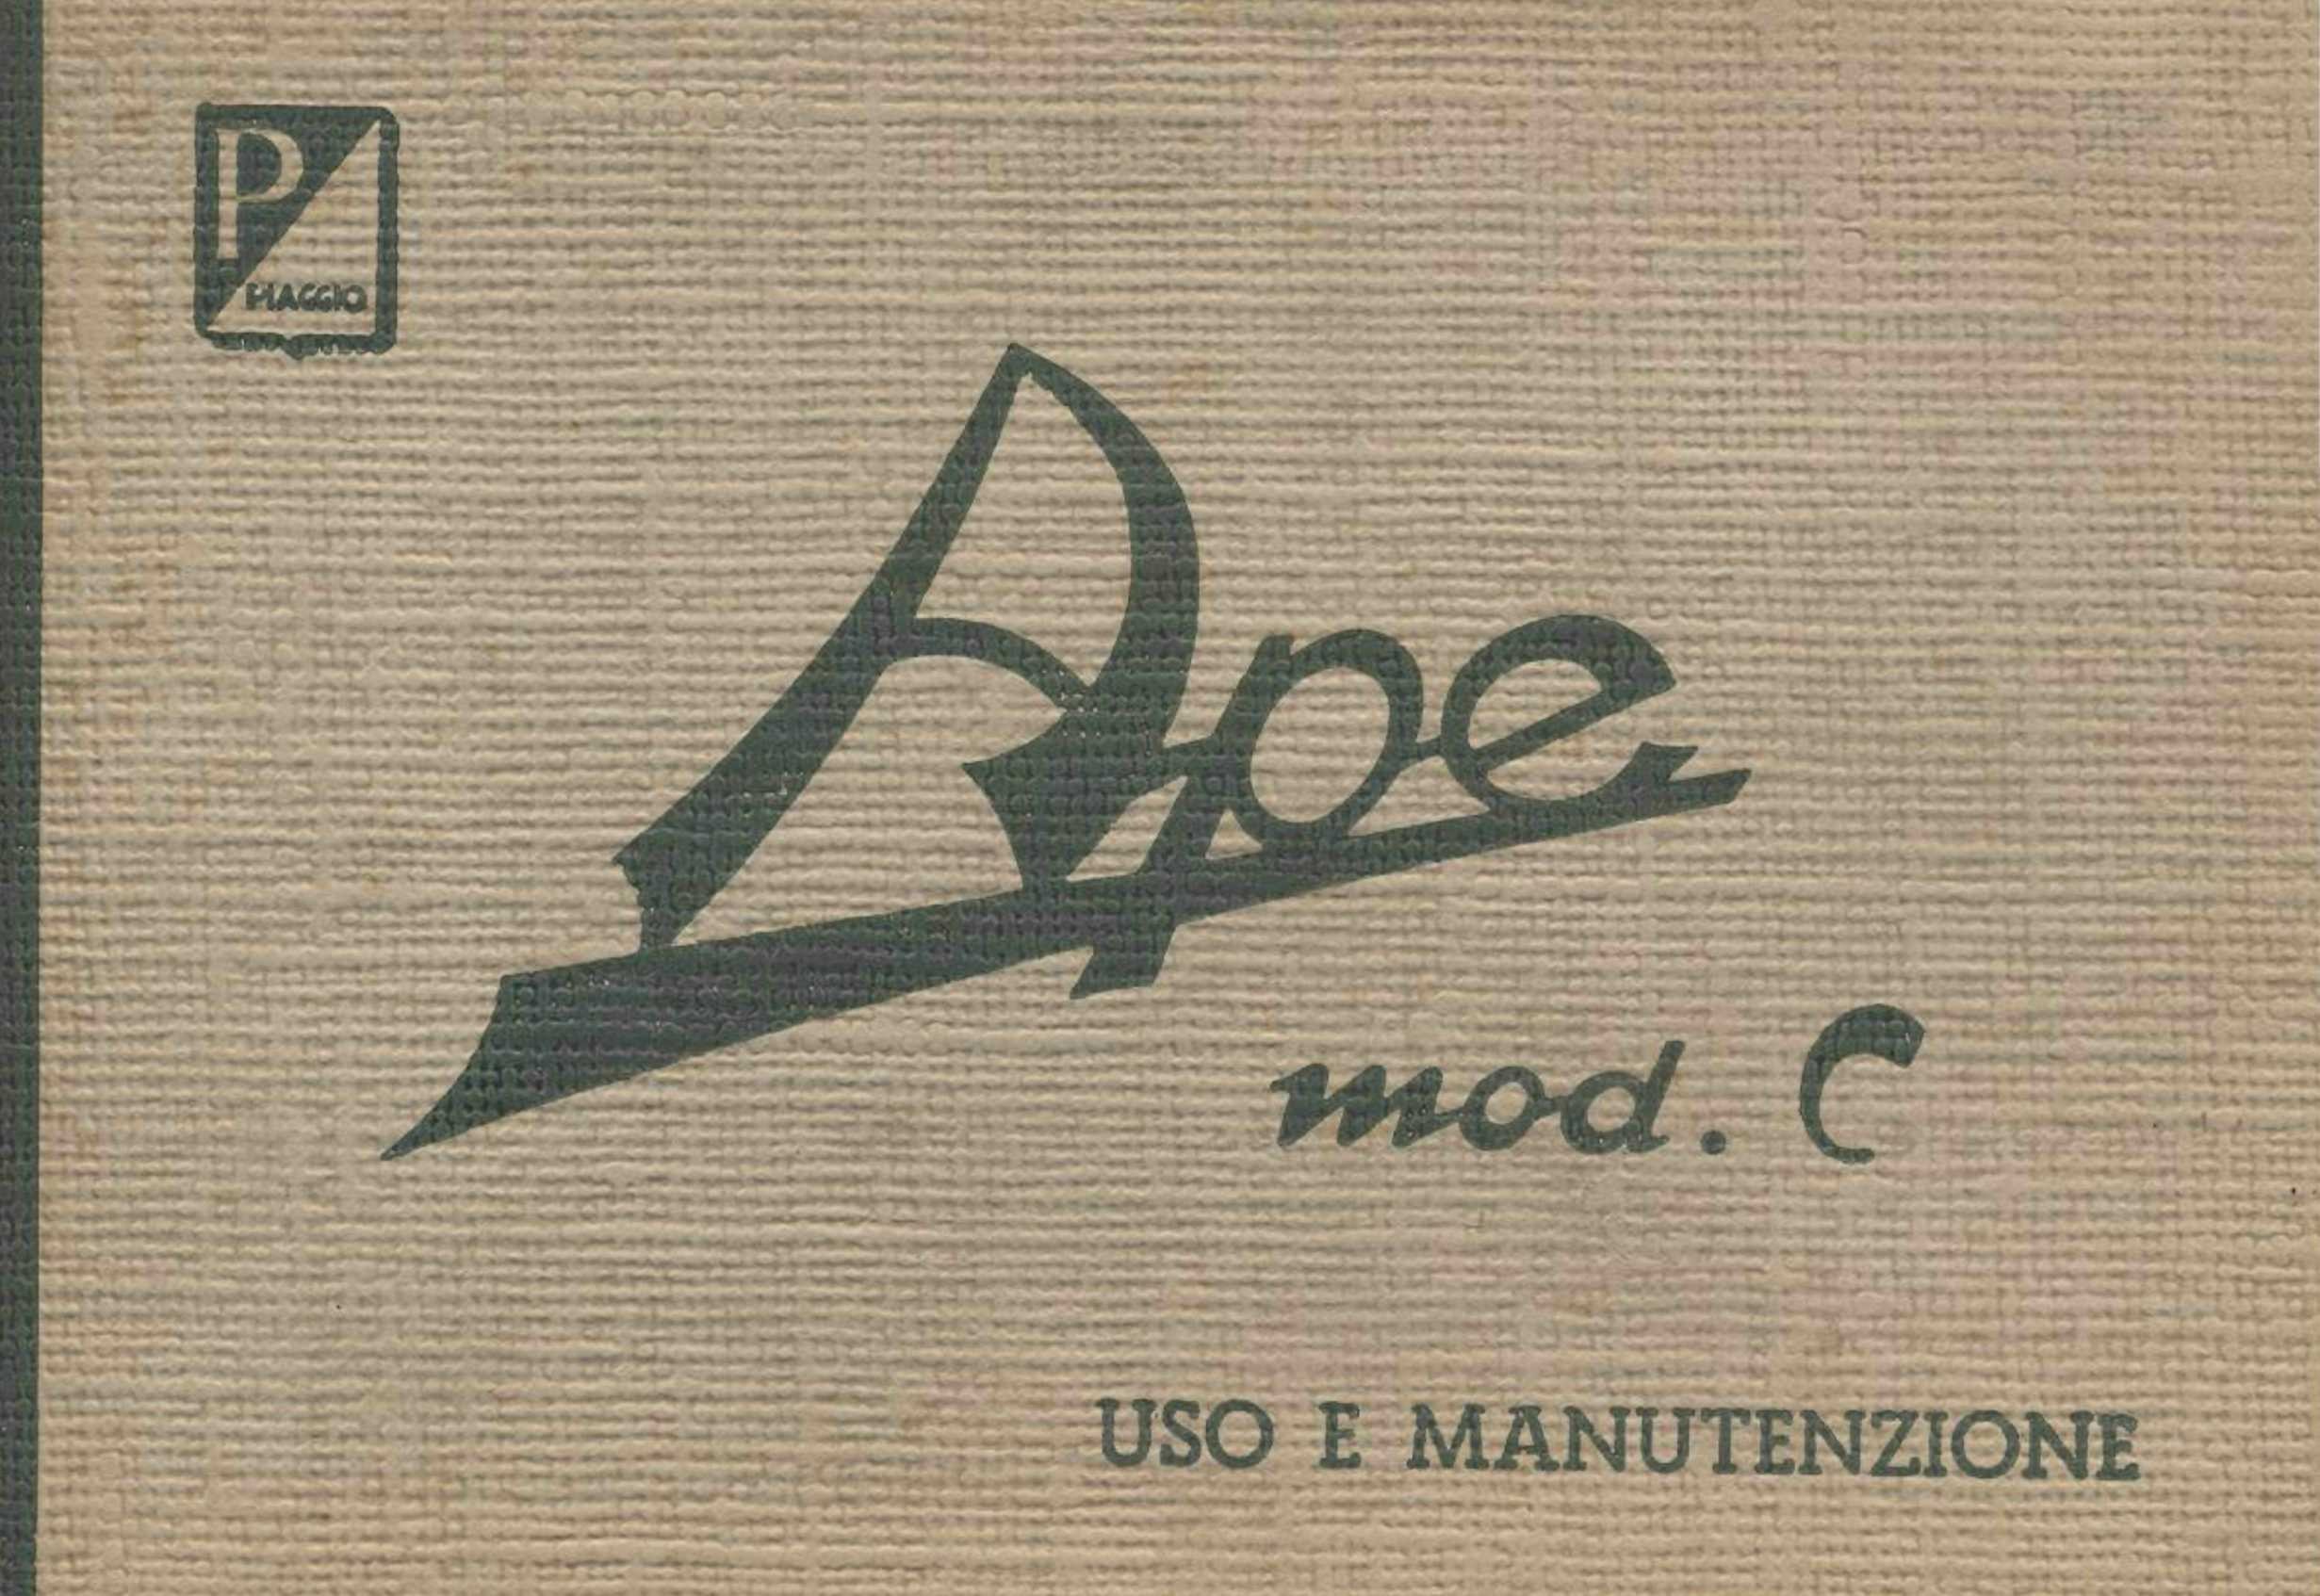 P
PIAGGIO
Ape
mod. C
USO E MANUTENZIONE